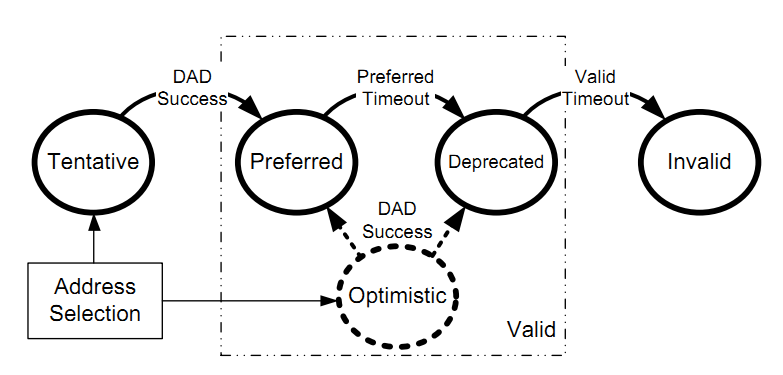 DAD
Success
Preferred
Timeout
Valid
Timeout
Tentative
Preferred
Deprecated
Invalid
DAD
Success
Address
Selection
Optimistic
Valid